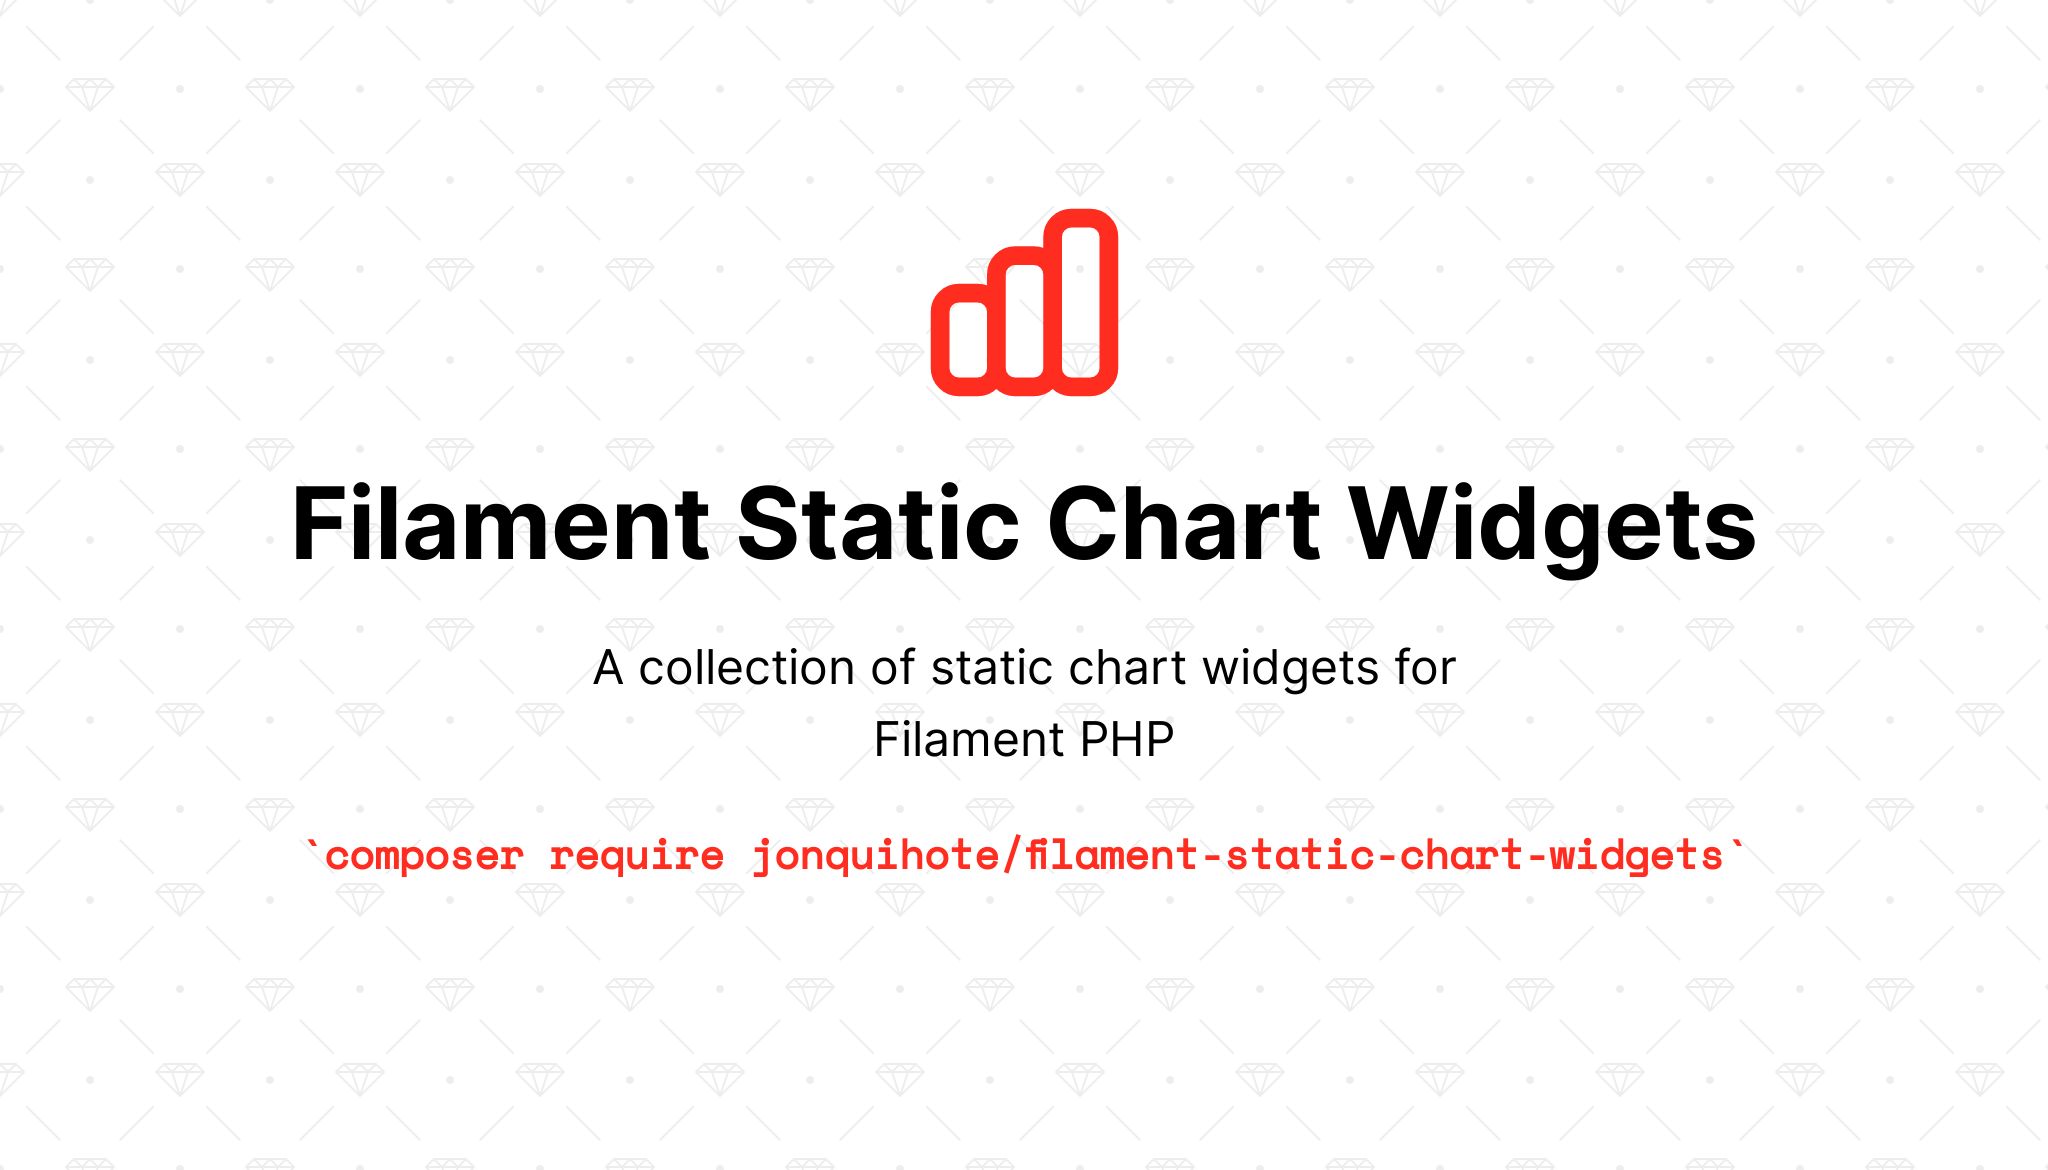 Filament Static Chart Widgets
A collection of static chart widgets for
Filament PHP
`composer require jonquihote/filament-static-chart-widgets`